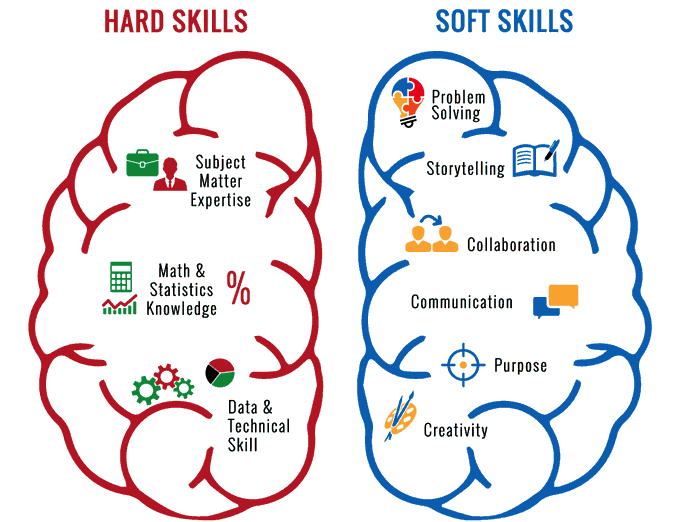 HARD SKILLS
Subject
Matter
Expertise
Math &
Statistics
Knowledge
%
Data &
Technical
Skill
SOFT SKILLS
Problem
Solving
Storytelling
Collaboration
Communication
Purpose
Creativity